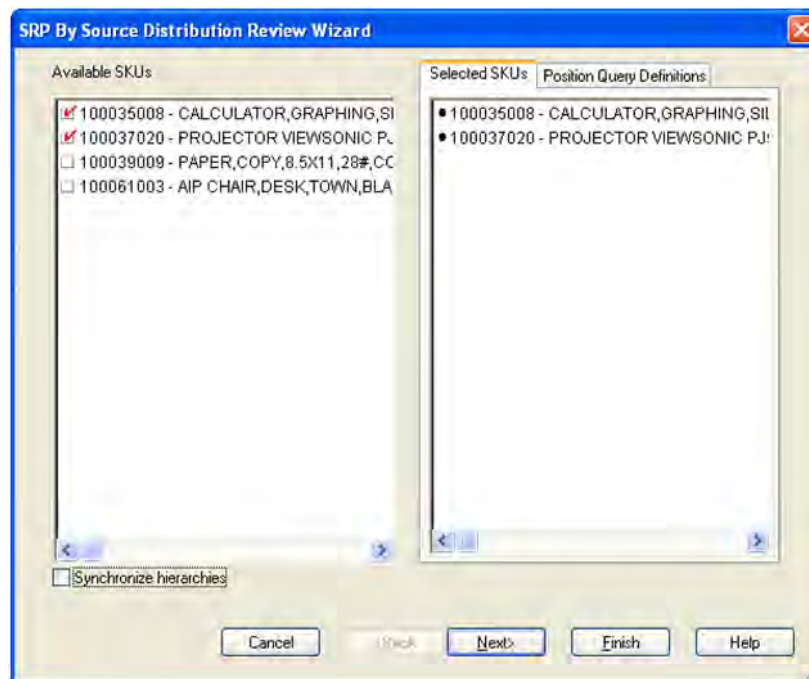 SRP By Source Distribution Review Wizard
Available SKUs
Selected SKUs Position Query Definitions
100035008 - CALCULATOR,GRAPHING,SI
100037020 - PROJECTOR VIEWSONIC PJ
100039009 - PAPER,COPY,8.5X11,28#,CO
100061003 - AIP CHAIR,DESK,TOWN,BLA
100035008 - CALCULATOR,GRAPHING,SIL
100037020 - PROJECTOR VIEWSONIC PJ
Synchronize hierarchies
Cancel Next> Finish Help